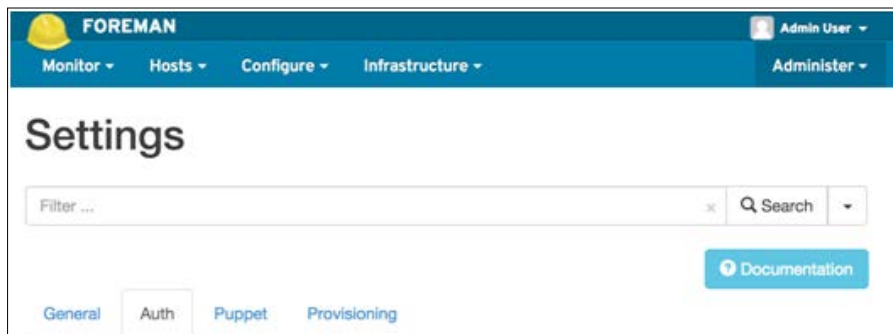 FOREMAN Admin User
Monitor Hosts Configure Infrastructure Administer
Settings
Filter ... × Search
Documentation
General Auth Puppet Provisioning